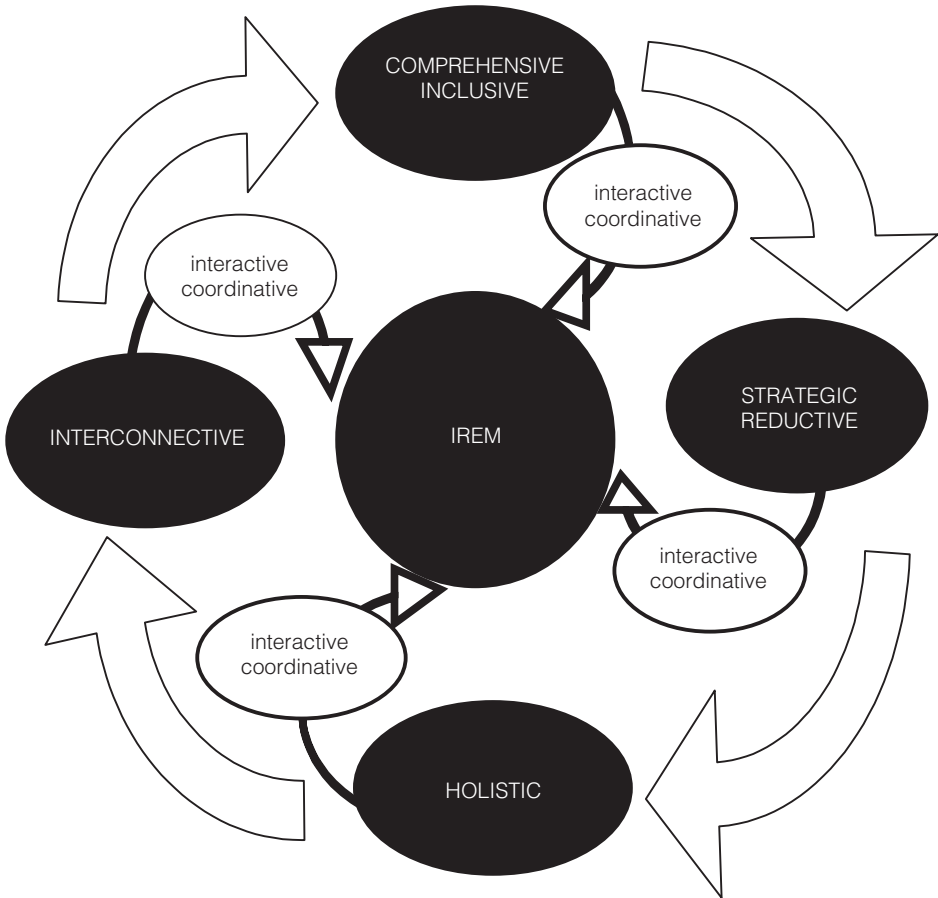 COMPREHENSIVE
INCLUSIVE
interactive
coordinative
interactive
coordinative
STRATEGIC
REDUCTIVE
INTERCONNECTIVE
IREM
interactive
coordinative
interactive
coordinative
HOLISTIC